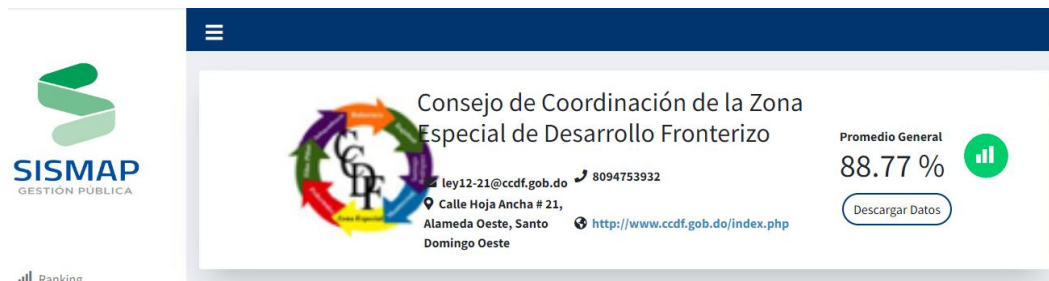 SISMAP
GESTIÓN PÚBLICA
Ranking
Consejo de Coordinación de la Zona
Especial de Desarrollo Fronterizo
ley12-21@ccdf.gob.do
8094753932
Calle Hoja Ancha # 21,
Alameda Oeste, Santo
Domingo Oeste
http://www.ccdf.gob.do/index.php
CCDF
Zona Especial
Promedio General
88.77 %
Descargar Datos